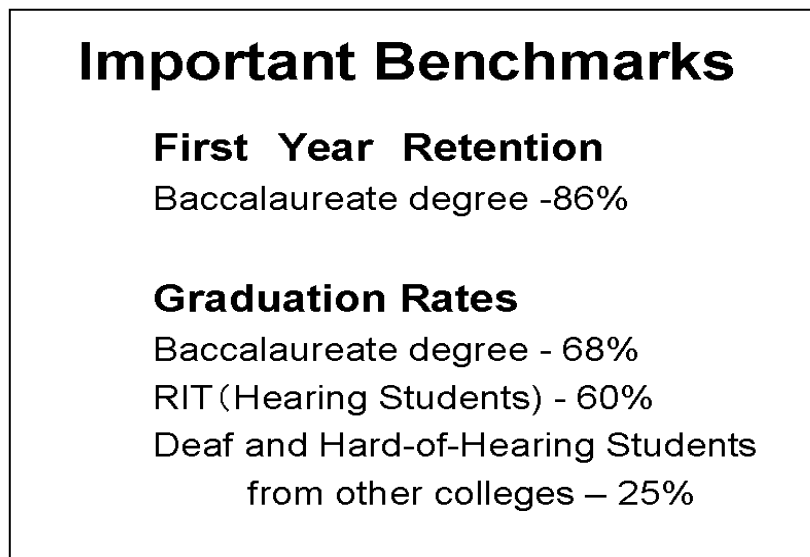 Important Benchmarks
First Year Retention
Baccalaureate degree -86%
Graduation Rates
Baccalaureate degree - 68%
RIT(Hearing Students) - 60%
Deaf and Hard-of-Hearing Students
from other colleges – 25%